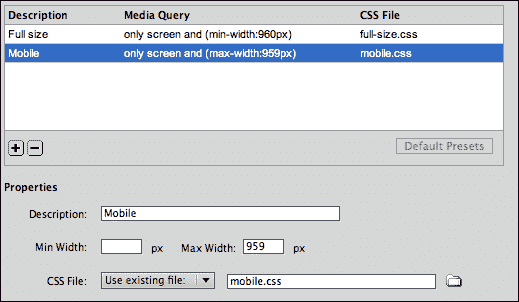 Description Media Query CSS File
Full size only screen and (min-width:960px) full-size.css
Mobile only screen and (max-width:959px) mobile.css
Default Presets
Properties
Description: Mobile
Min Width: px Max Width: 959 px
CSS File: Use existing file: mobile.css